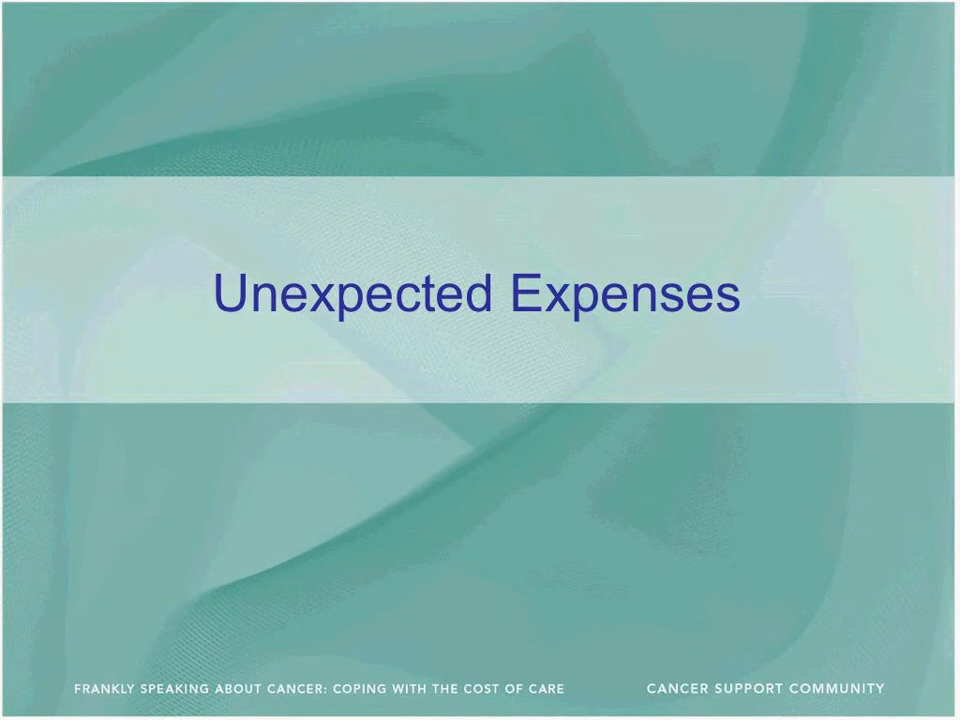 Unexpected Expenses
FRANKLY SPEAKING ABOUT CANCER: COPING WITH THE COST OF CARE CANCER SUPPORT COMMUNITY